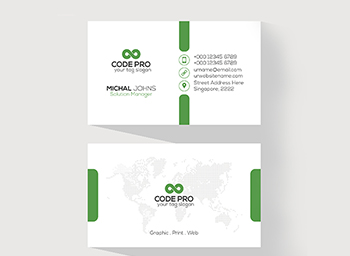 CODE PRO
your tag slogan
MICHAL JOHNS
Solution Manager
+000 12345 6789
+000 12345 6789
urname@email.com
urwebsitename.com
Street Address Here
Singapore, 2222
CODE PRO
your tag slogan
Graphic . Print . Web.